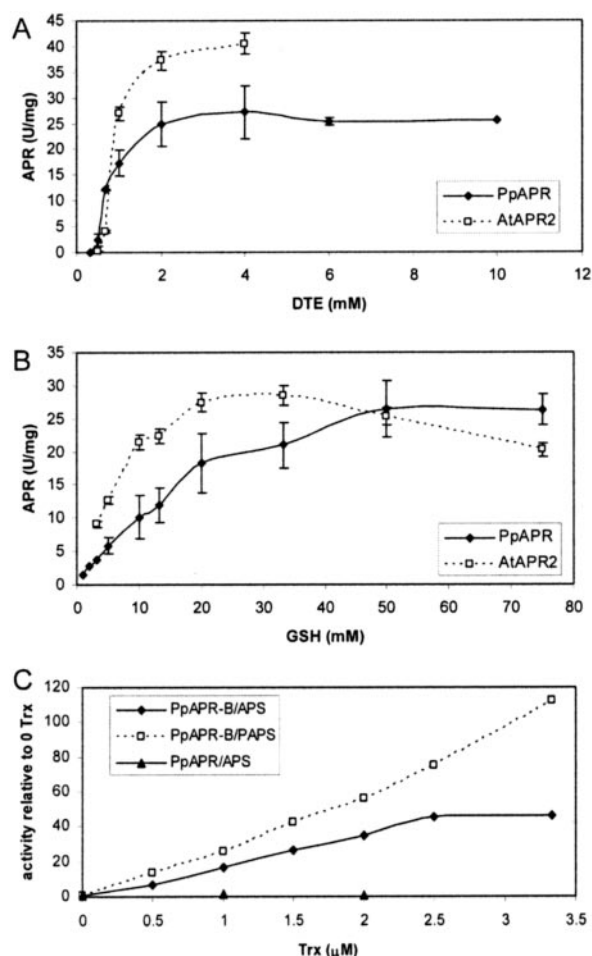 A
APR (U/mg)
45
40
35
30
25
20
15
10
5
0
PpAPR
AtAPR2
0 2 4 6 8 10 12
DTE (mM)
B
APR (U/mg)
35
30
25
20
15
10
5
0
PpAPR
AtAPR2
0 10 20 30 40 50 60 70 80
GSH (mM)
C
activity relative to 0 Trx
120
100
80
60
40
20
0
PpAPR-B/APS
PpAPR-B/PAPS
PpAPR/APS
0 0.5 1 1.5 2 2.5 3 3.5
Trx (μM)